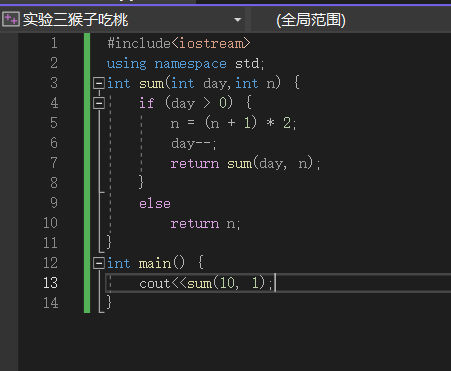 实验三猴子吃桃 (全局范围)
1 #include<iostream>
2 using namespace std;
3 int sum(int day,int n) {
4 if (day > 0) {
5 n = (n + 1) * 2;
6 day--;
7 return sum(day, n);
8 }
9 else
10 return n;
11 }
12 int main() {
13 cout<<sum(10, 1);
14 }